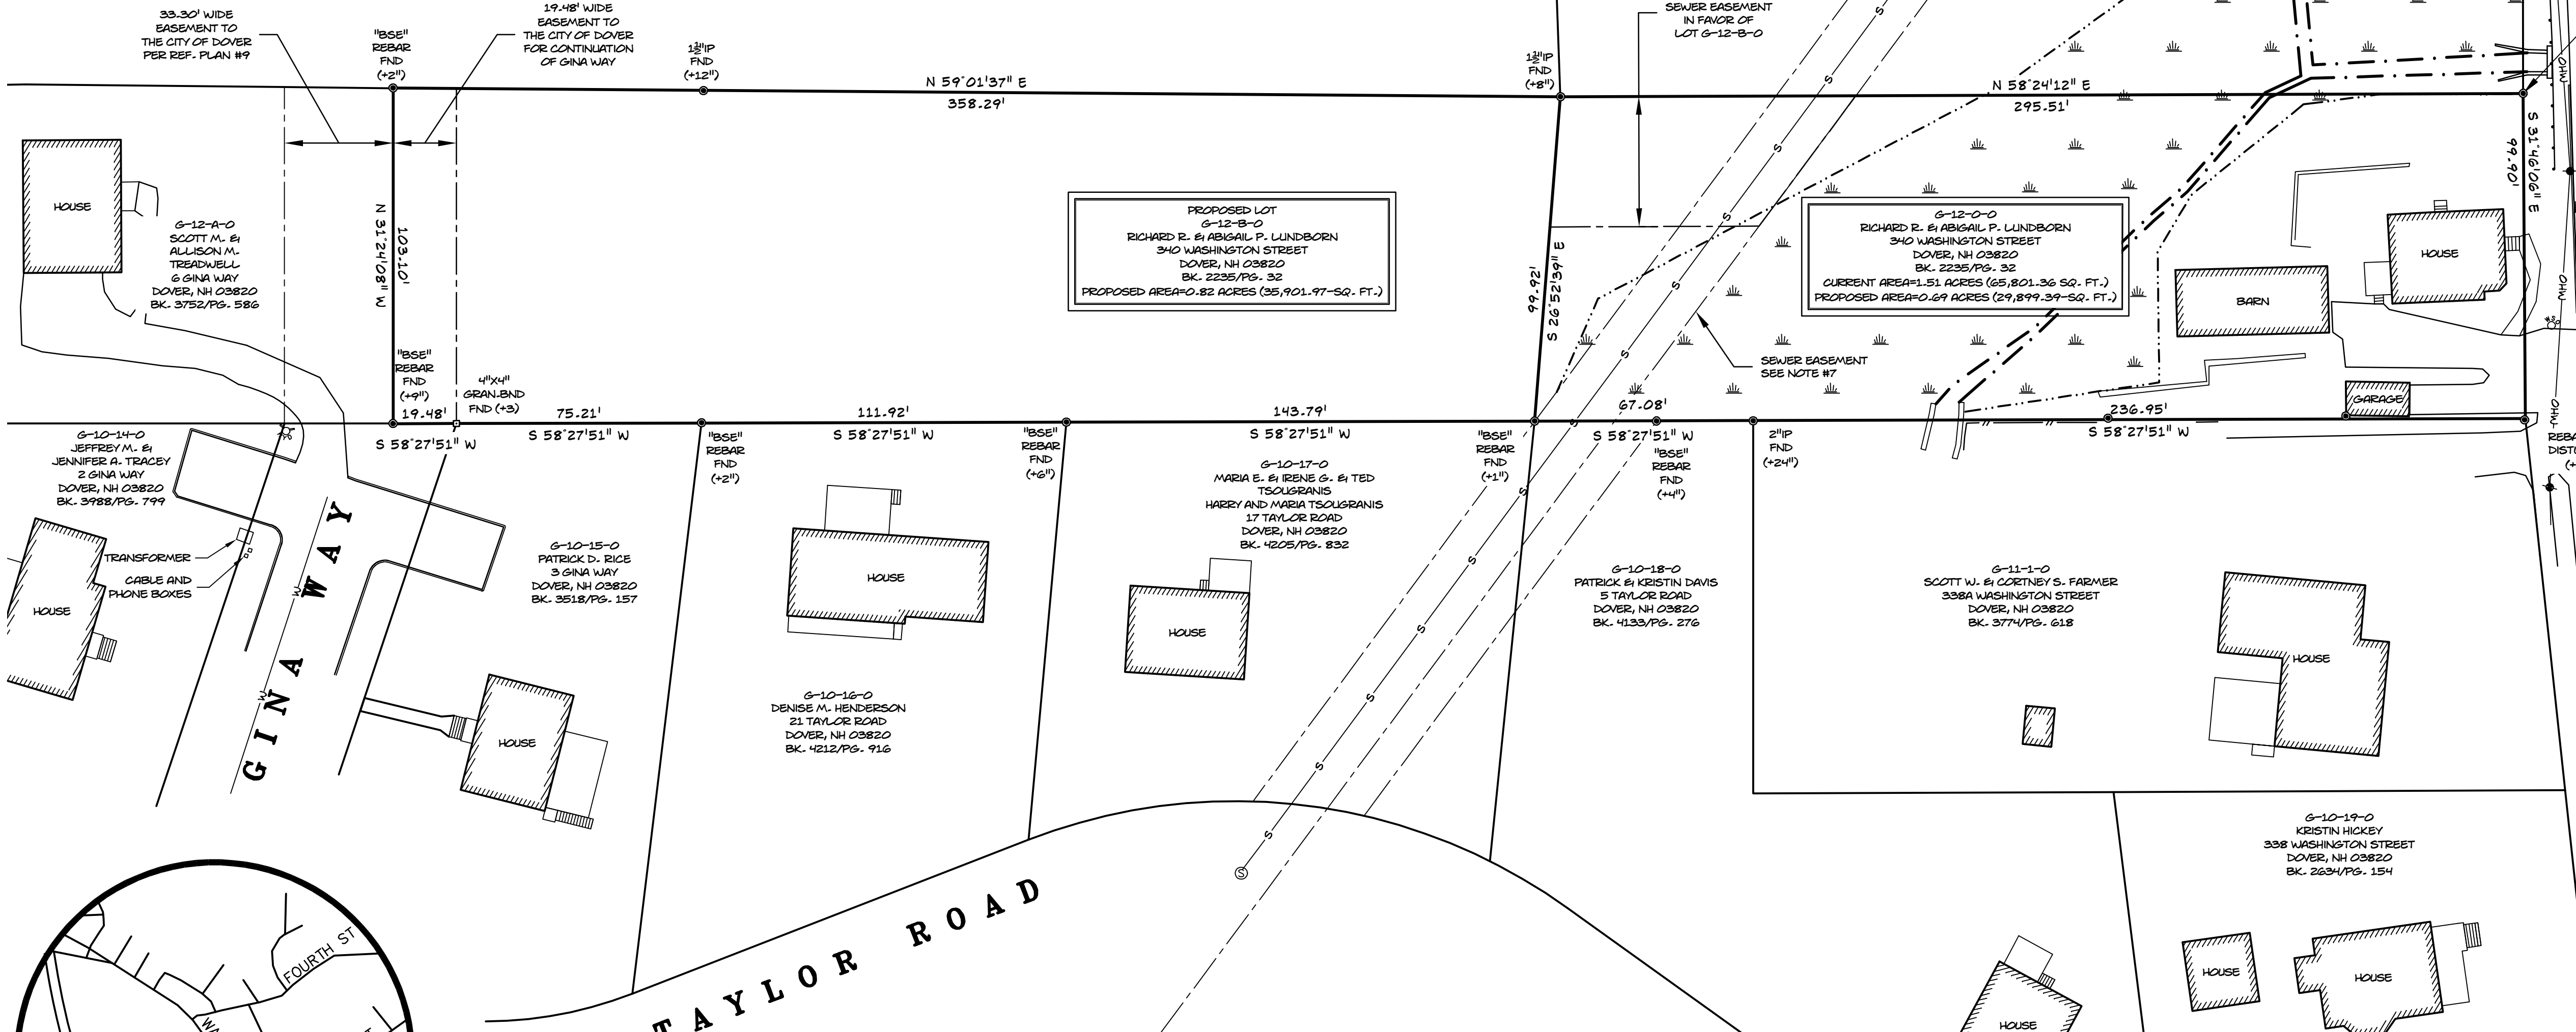 33.30' WIDE
EASEMENT TO
THE CITY OF DOVER
PER REF. PLAN #9
"BSE"
REBAR
FND
(+2")
19.48' WIDE
EASEMENT TO
THE CITY OF DOVER
FOR CONTINUATION
OF GINA WAY
1½"IP
FND
(+12")
N 59°01'37" E
358.29'
1½"IP
FND
(+8")
SEWER EASEMENT
IN FAVOR OF
LOT G-12-B-0
N 58°24'12" E
295.51'
S 31°46'06" E
99.90'
OHW
OHW
OHW
HOUSE
G-12-A-0
SCOTT M. &
ALLISON M.
TREADWELL
6 GINA WAY
DOVER, NH 03820
BK. 3752/PG. 586
N 31°24'08" W
103.10'
PROPOSED LOT
G-12-B-0
RICHARD R. & ABIGAIL P. LUNDBORN
340 WASHINGTON STREET
DOVER, NH 03820
BK. 2235/PG. 32
PROPOSED AREA=0.82 ACRES (35,901.97-SQ. FT.)
99.92'
S 26°52'39" E
G-12-0-0
RICHARD R. & ABIGAIL P. LUNDBORN
340 WASHINGTON STREET
DOVER, NH 03820
BK. 2235/PG. 32
CURRENT AREA=1.51 ACRES (65,801.36 SQ. FT.)
PROPOSED AREA=0.69 ACRES (29,899.39-SQ. FT.)
HOUSE
BARN
GARAGE
SEWER EASEMENT
SEE NOTE #7
S
S
S
S
S
S
S
S
S
S
S
S
S
S
"BSE"
REBAR
FND
(+9")
4"X4"
GRAN.BND
FND (+3)
19.48'
S 58°27'51" W
75.21'
S 58°27'51" W
111.92'
S 58°27'51" W
143.79'
S 58°27'51" W
67.08'
S 58°27'51" W
236.95'
S 58°27'51" W
"BSE"
REBAR
FND
(+2")
"BSE"
REBAR
FND
(+6")
"BSE"
REBAR
FND
(+1")
"BSE"
REBAR
FND
(+4")
2"IP
FND
(+24")
G-10-14-0
JEFFREY M. &
JENNIFER A. TRACEY
2 GINA WAY
DOVER, NH 03820
BK. 3988/PG. 799
TRANSFORMER
CABLE AND
PHONE BOXES
HOUSE
W
W
GINA WAY
G-10-15-0
PATRICK D. RICE
3 GINA WAY
DOVER, NH 03820
BK. 3518/PG. 157
HOUSE
HOUSE
G-10-16-0
DENISE M. HENDERSON
21 TAYLOR ROAD
DOVER, NH 03820
BK. 4212/PG. 916
G-10-17-0
MARIA E. & IRENE G. & TED
TSOUGRANIS
HARRY AND MARIA TSOUGRANIS
17 TAYLOR ROAD
DOVER, NH 03820
BK. 4205/PG. 832
HOUSE
G-10-18-0
PATRICK & KRISTIN DAVIS
5 TAYLOR ROAD
DOVER, NH 03820
BK. 4133/PG. 276
G-11-1-0
SCOTT W. & CORTNEY S. FARMER
338A WASHINGTON STREET
DOVER, NH 03820
BK. 3774/PG. 618
HOUSE
G-10-19-0
KRISTIN HICKEY
338 WASHINGTON STREET
DOVER, NH 03820
BK. 2634/PG. 154
HOUSE
HOUSE
HOUSE
TAYLOR ROAD
FOURTH ST